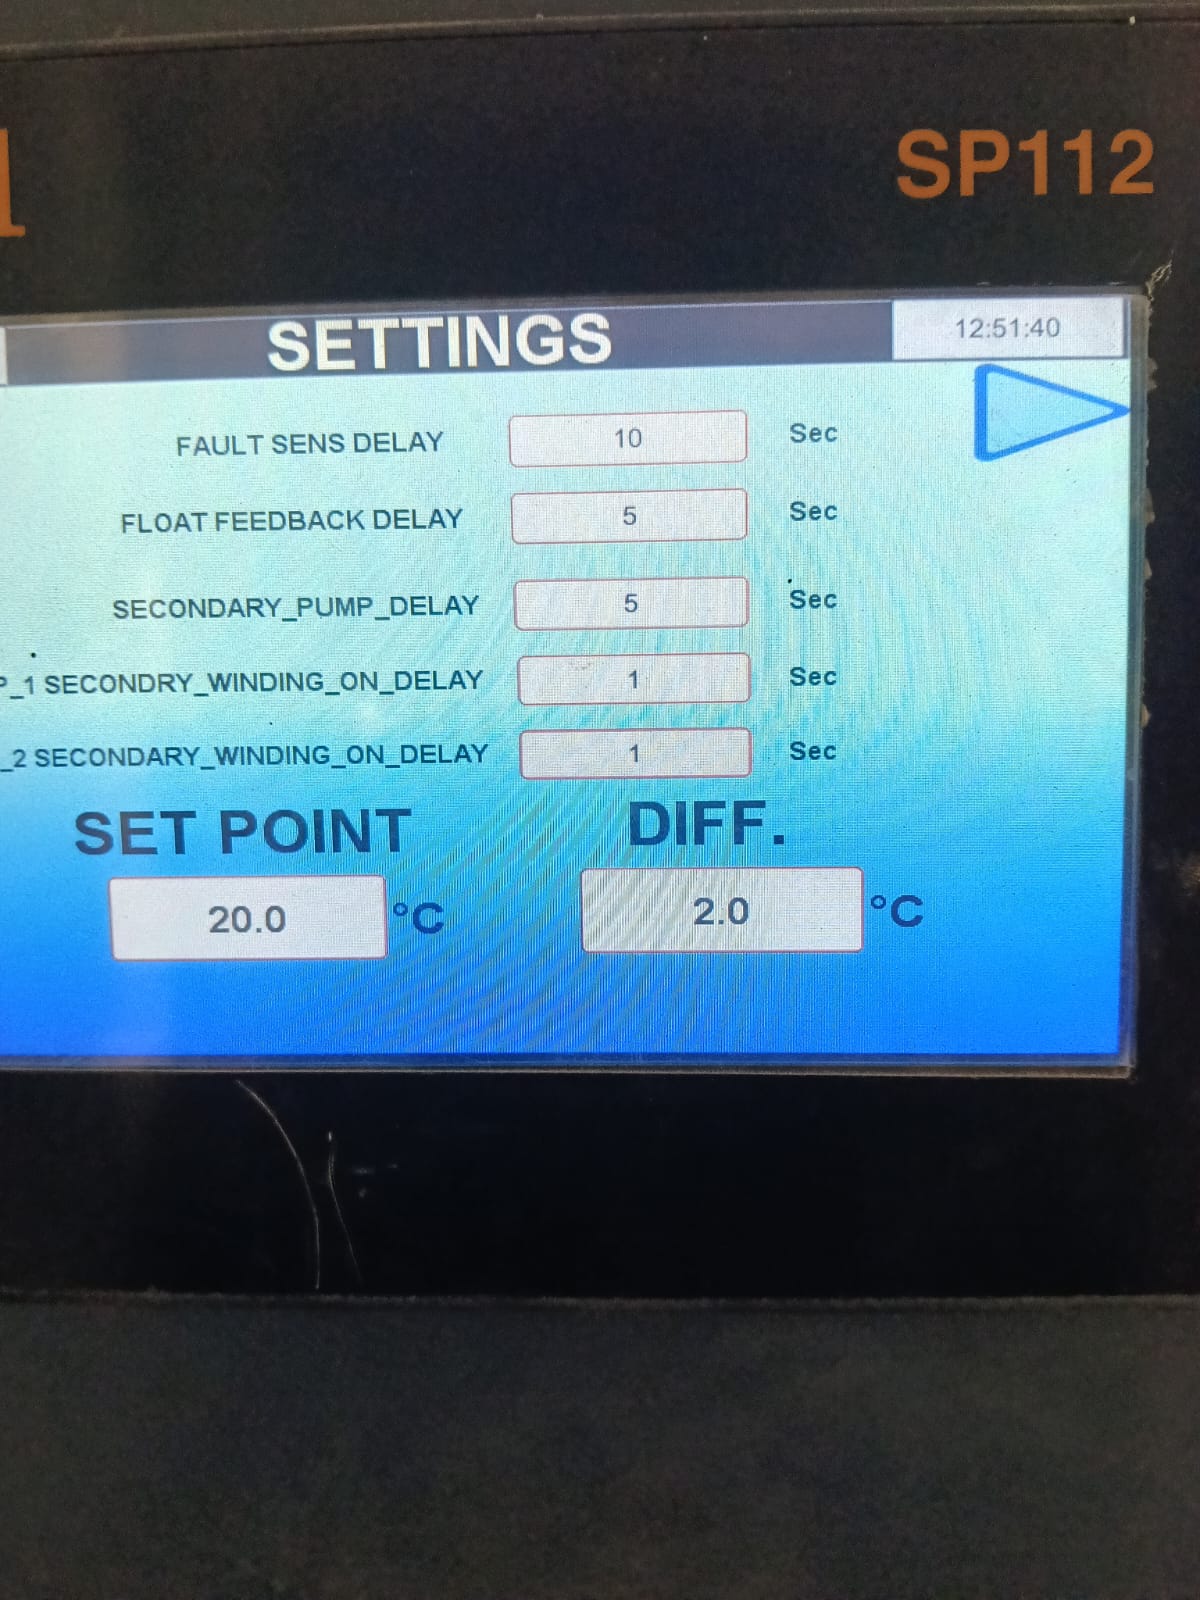 SP112
SETTINGS 12:51:40
FAULT SENS DELAY 10 Sec
FLOAT FEEDBACK DELAY 5 Sec
SECONDARY_PUMP_DELAY 5 Sec
_1 SECONDRY_WINDING_ON_DELAY 1 Sec
_2 SECONDARY_WINDING_ON_DELAY 1 Sec
SET POINT DIFF.
20.0 °C 2.0 °C